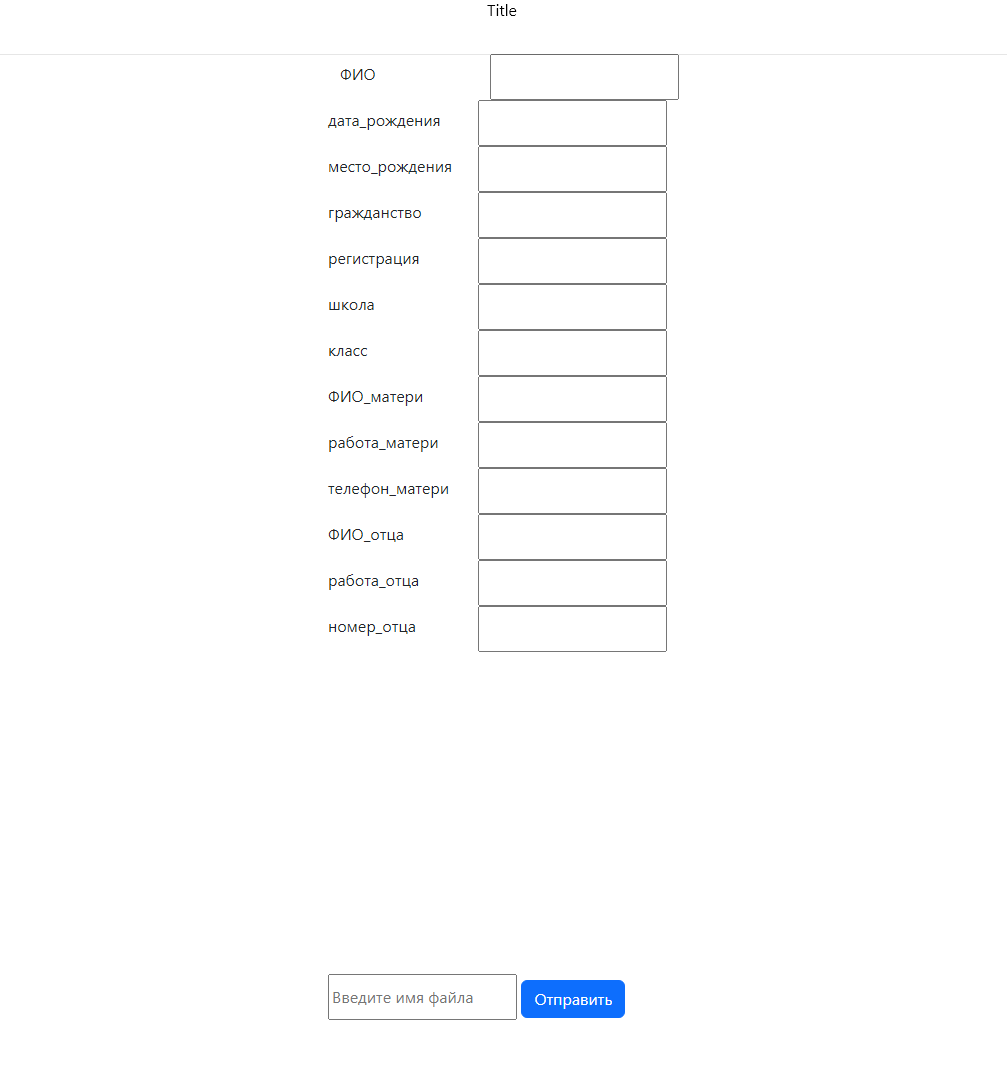 Title
ФИО
дата_рождения
место_рождения
гражданство
регистрация
школа
класс
ФИО_матери
работа_матери
телефон_матери
ФИО_отца
работа_отца
номер_отца
Введите имя файла Отправить